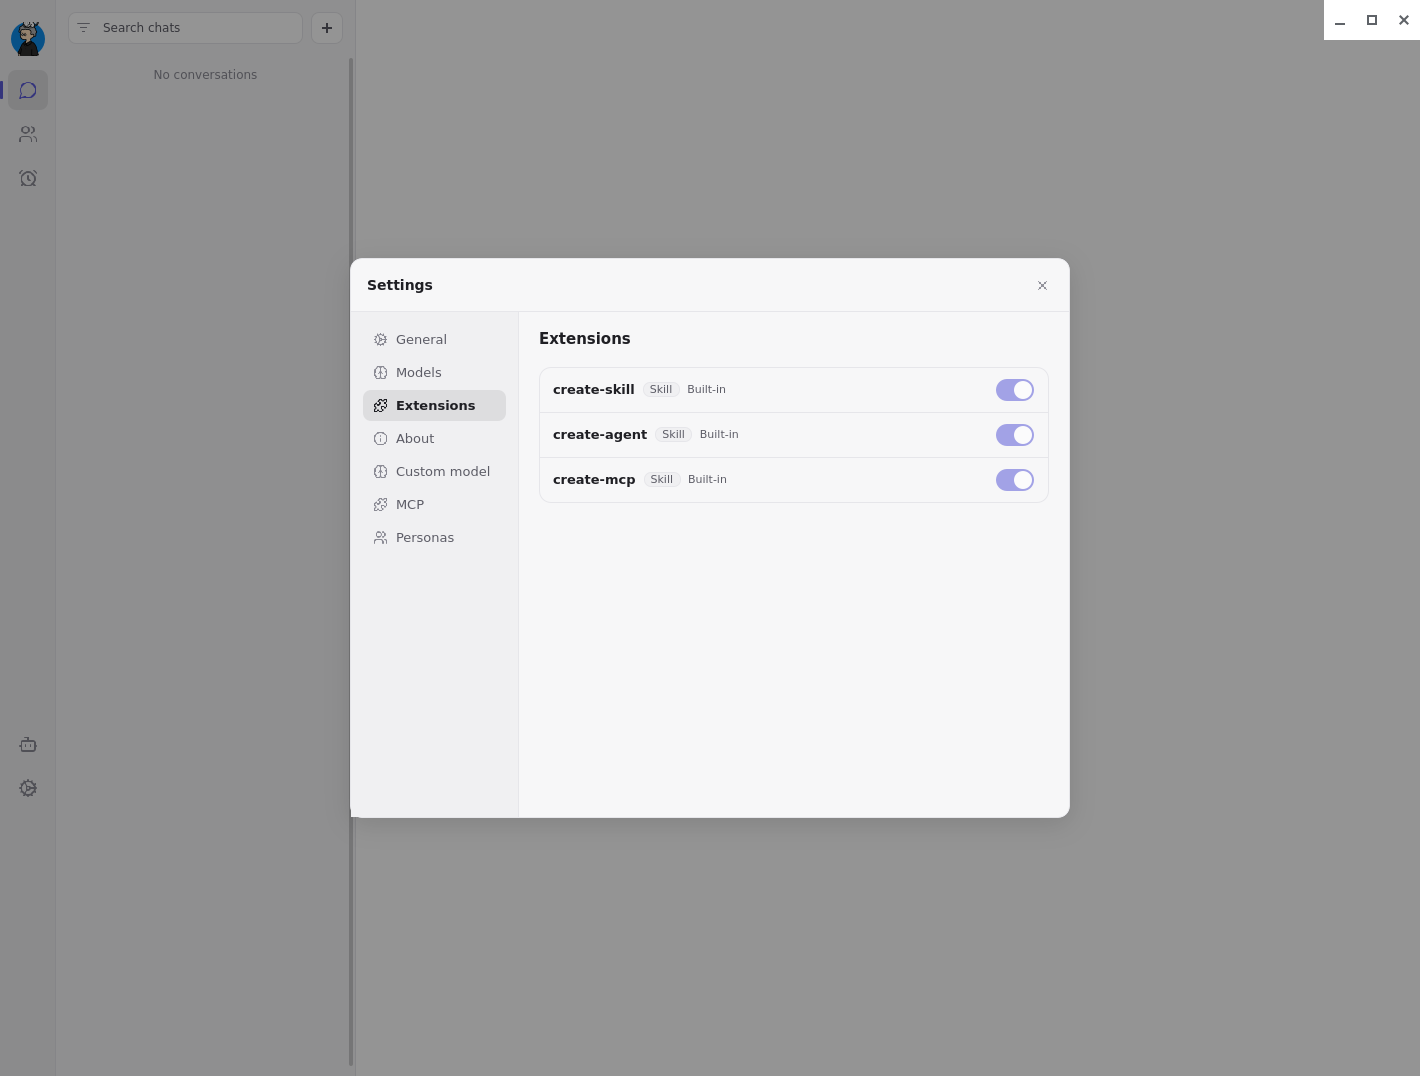 Search chats
No conversations
Settings
General
Models
Extensions
About
Custom model
MCP
Personas
Extensions
create-skill Skill Built-in
create-agent Skill Built-in
create-mcp Skill Built-in